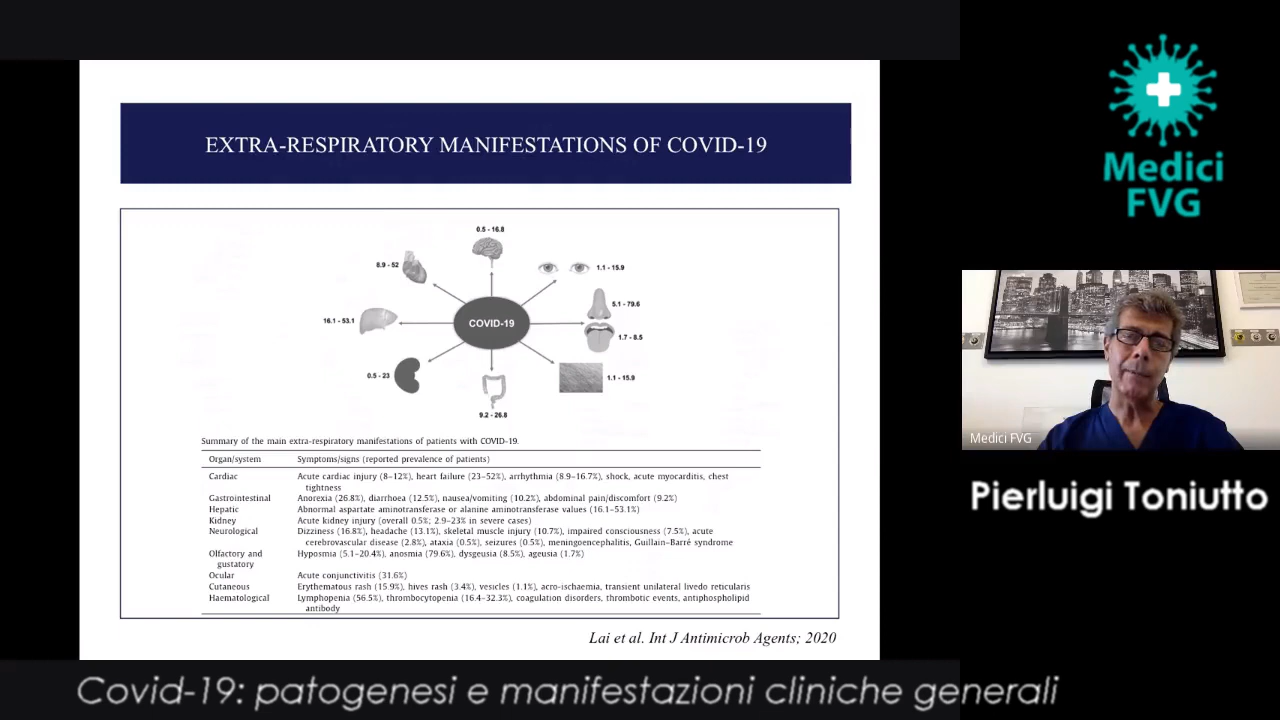 EXTRA-RESPIRATORY MANIFESTATIONS OF COVID-19
0.5 - 16.8
8.9 - 52
1.1 - 15.9
5.1 - 79.6
16.1 - 53.1
COVID-19
1.7 - 8.5
0.5 - 23
1.1 - 15.9
9.2 - 26.8
Summary of the main extra-respiratory manifestations of patients with COVID-19.
Organ/system Symptoms/signs (reported prevalence of patients)
Cardiac Acute cardiac injury (8–12%), heart failure (23–52%), arrhythmia (8.9–16.7%), shock, acute myocarditis, chest
tightness
Gastrointestinal Anorexia (26.8%), diarrhoea (12.5%), nausea/vomiting (10.2%), abdominal pain/discomfort (9.2%)
Hepatic Abnormal aspartate aminotransferase or alanine aminotransferase values (16.1–53.1%)
Kidney Acute kidney injury (overall 0.5%; 2.9–23% in severe cases)
Neurological Dizziness (16.8%), headache (13.1%), skeletal muscle injury (10.7%), impaired consciousness (7.5%), acute
cerebrovascular disease (2.8%), ataxia (0.5%), seizures (0.5%), meningoencephalitis, Guillain–Barré syndrome
Olfactory and Hyposmia (5.1–20.4%), anosmia (79.6%), dysgeusia (8.5%), ageusia (1.7%)
gustatory
Ocular Acute conjunctivitis (31.6%)
Cutaneous Erythematous rash (15.9%), hives rash (3.4%), vesicles (1.1%), acro-ischaemia, transient unilateral livedo reticularis
Haematological Lymphopenia (56.5%), thrombocytopenia (16.4–32.3%), coagulation disorders, thrombotic events, antiphospholipid
antibody
Lai et al. Int J Antimicrob Agents; 2020
Medici
FVG
Medici FVG
Pierluigi Toniutto
Covid-19: patogenesi e manifestazioni cliniche generali